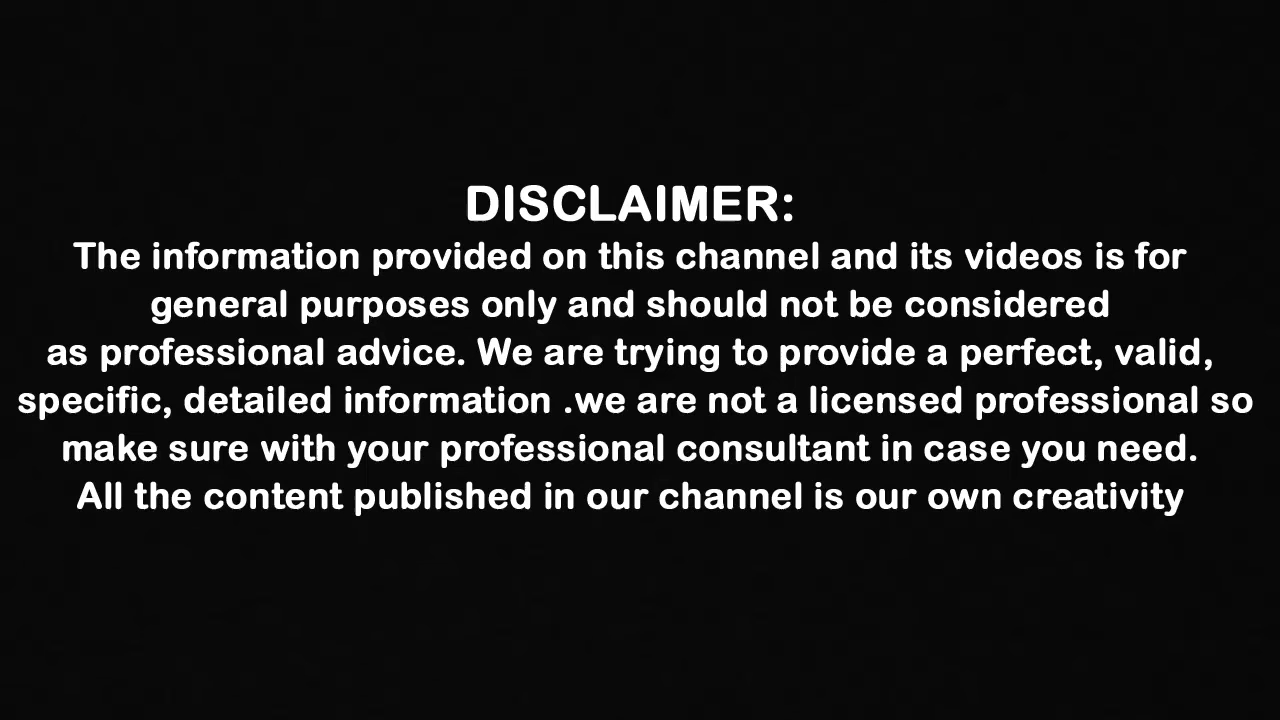 DISCLAIMER:
The information provided on this channel and its videos is for
general purposes only and should not be considered
as professional advice. We are trying to provide a perfect, valid,
specific, detailed information .we are not a licensed professional so
make sure with your professional consultant in case you need.
All the content published in our channel is our own creativity